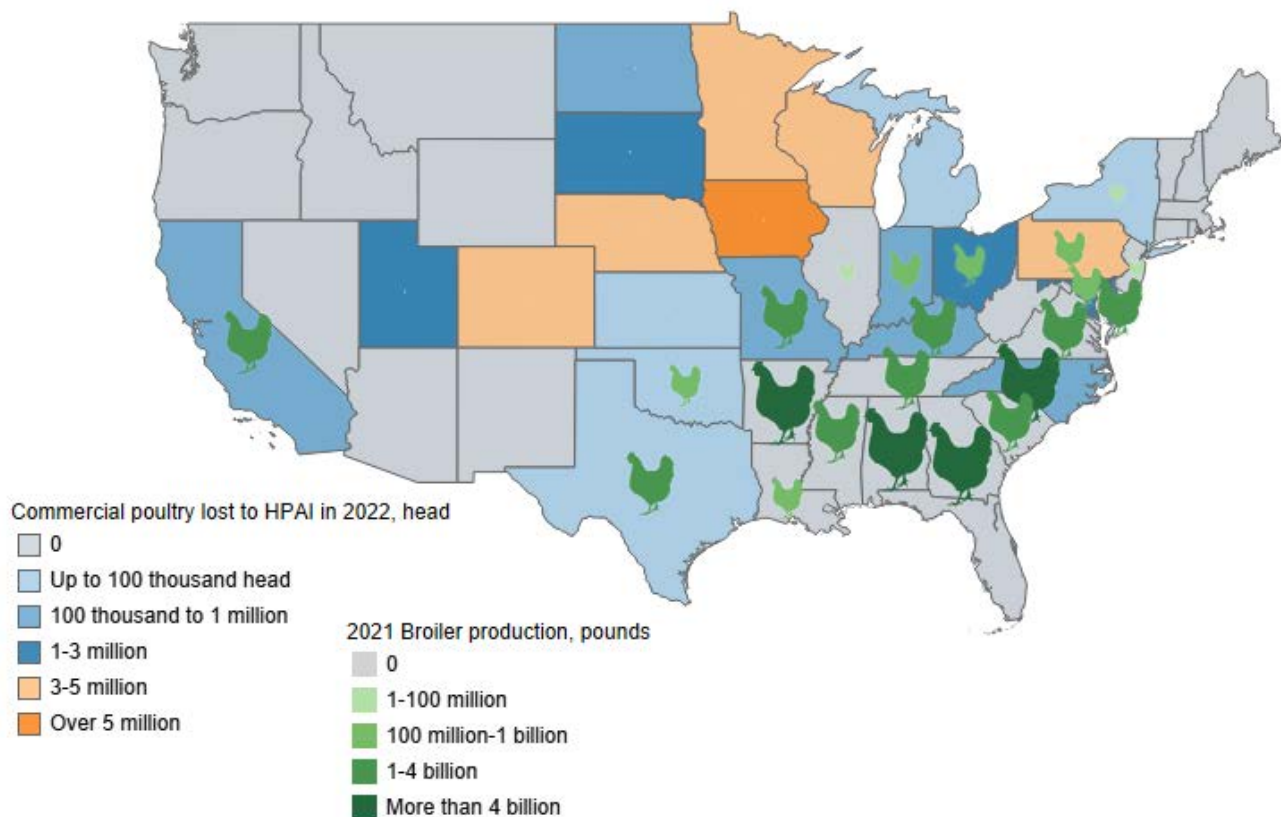 Commercial poultry lost to HPAI in 2022, head
0
Up to 100 thousand head
100 thousand to 1 million
1-3 million
3-5 million
Over 5 million
2021 Broiler production, pounds
0
1-100 million
100 million-1 billion
1-4 billion
More than 4 billion